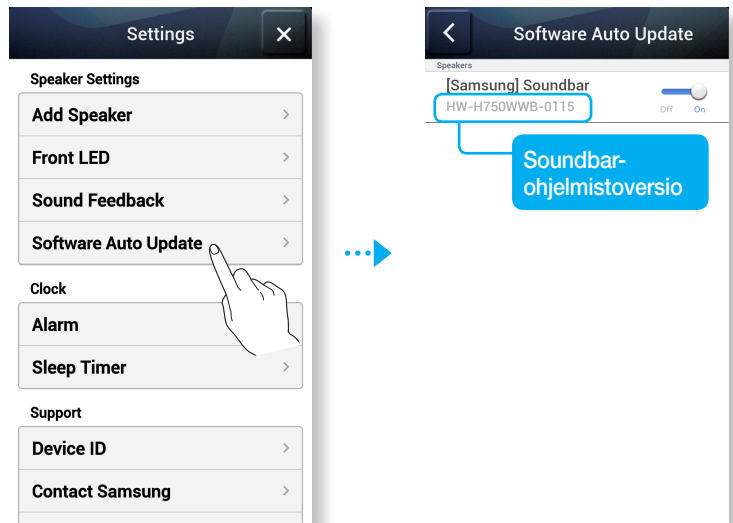 Settings
Speaker Settings
Add Speaker
Front LED
Sound Feedback
Software Auto Update
Clock
Alarm
Sleep Timer
Support
Device ID
Contact Samsung
Software Auto Update
Speakers
[Samsung] Soundbar
HW-H750WWB-0115
Off On
Soundbar-
ohjelmistoversio